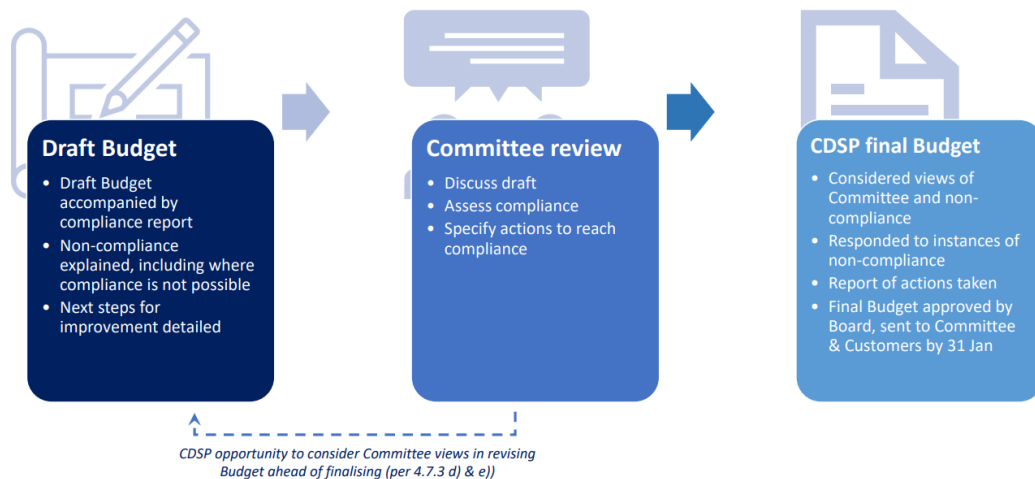 Draft Budget
• Draft Budget
accompanied by
compliance report
• Non-compliance
explained, including where
compliance is not possible
• Next steps for
improvement detailed
Committee review
• Discuss draft
• Assess compliance
• Specify actions to reach
compliance
CDSP final Budget
• Considered views of
Committee and non-
compliance
• Responded to instances of
non-compliance
• Report of actions taken
• Final Budget approved by
Board, sent to Committee
& Customers by 31 Jan
CDSP opportunity to consider Committee views in revising
Budget ahead of finalising (per 4.7.3 d) & e))